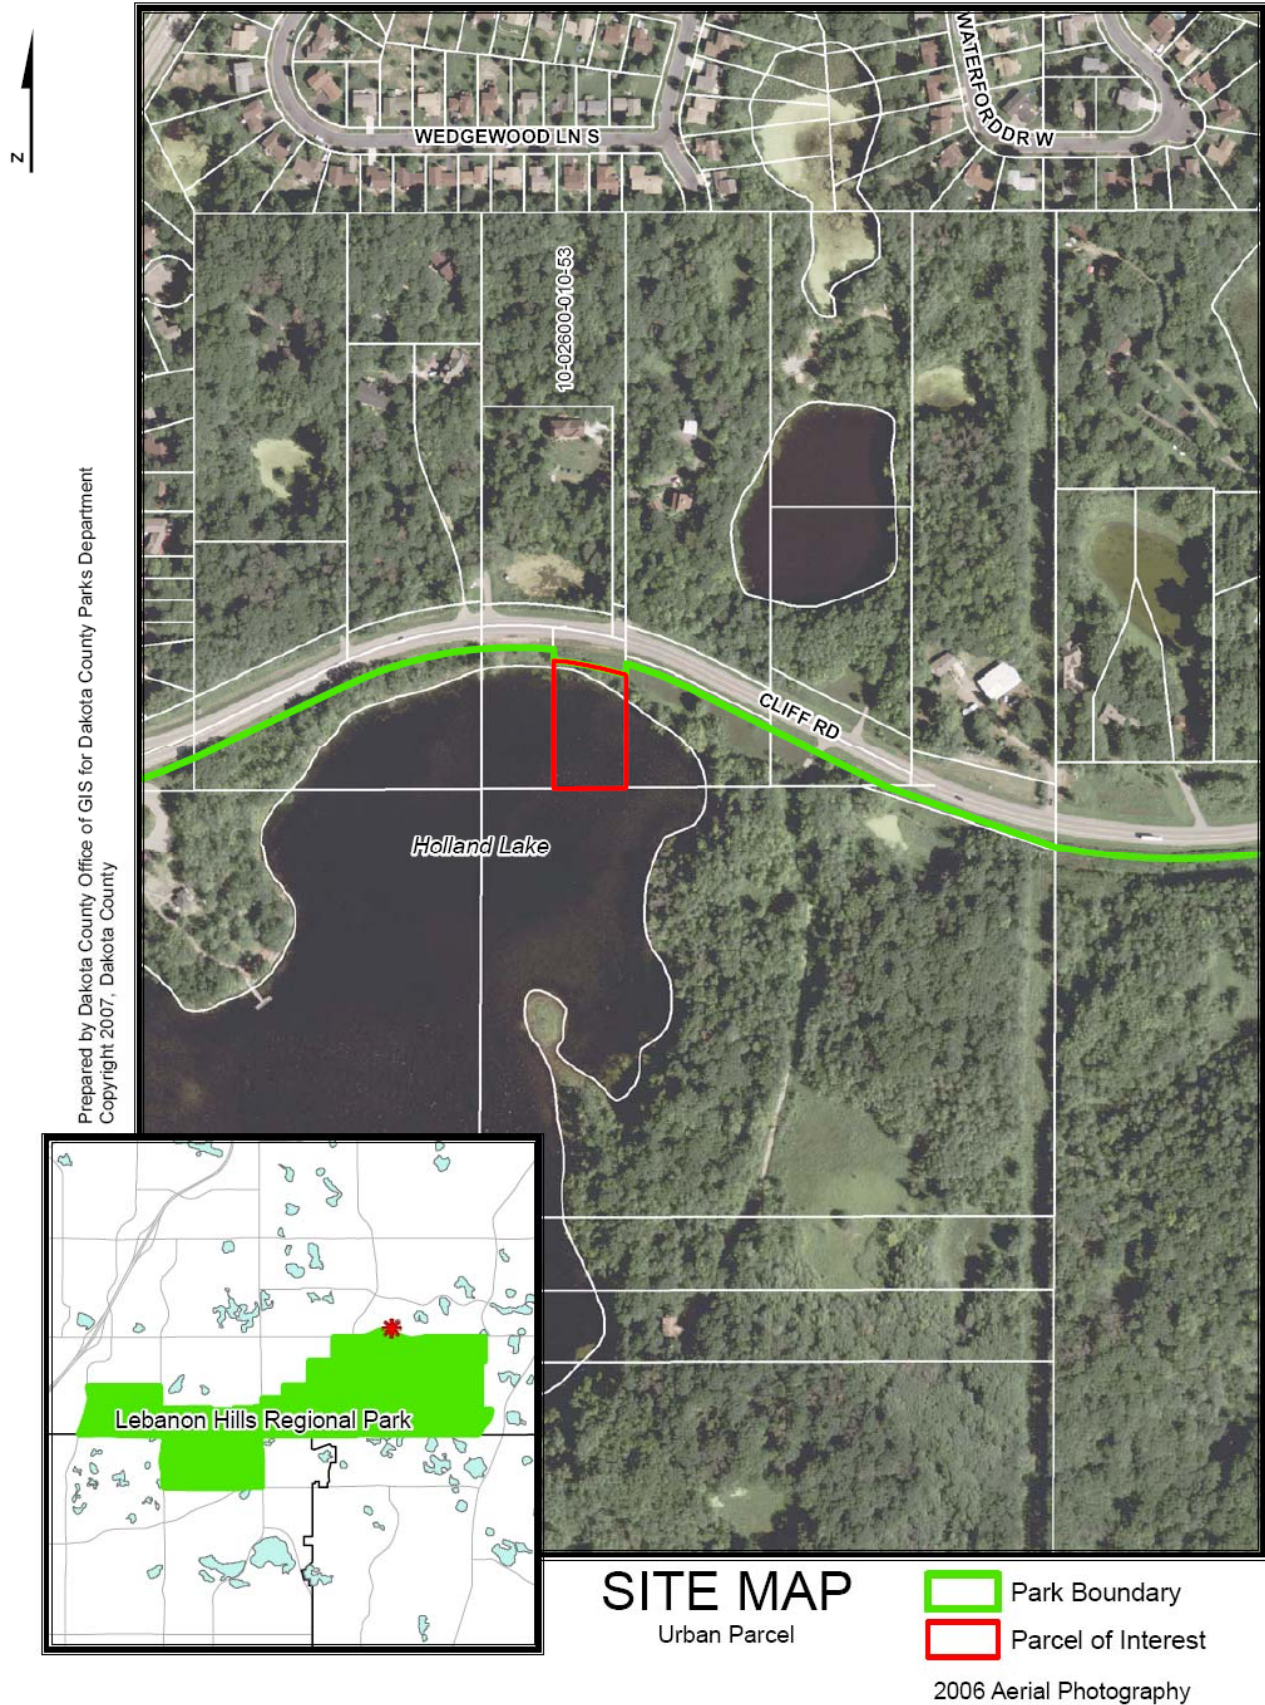 Z
WEDGEWOOD LN S
WATERFORDDR W
10-02600-010-53
CLIFF RD
Holland Lake
Prepared by Dakota County Office of GIS for Dakota County Parks Department
Copyright 2007, Dakota County
Lebanon Hills Regional Park
SITE MAP
Urban Parcel
Park Boundary
Parcel of Interest
2006 Aerial Photography